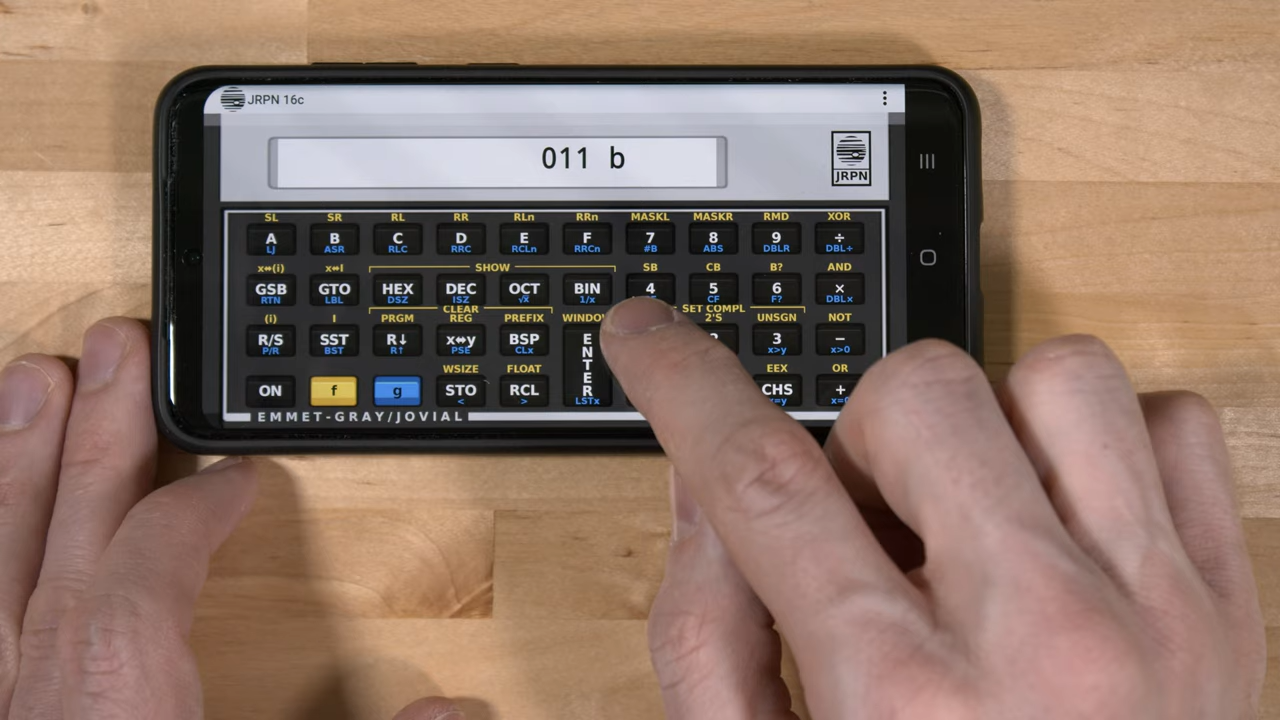 JRPN 16c
011 b
JRPN
SL SR RL RR RLn RRn MASKL MASKR RMD XOR
A B C D E F 7 8 9 ÷
LJ ASR RLC RRC RLCn RRCn #B ABS DBLR DBL÷
x↔(i) x↔I SHOW SB CB B? AND
GSB GTO HEX DEC OCT BIN 4 5 6 ×
RTN LBL DSZ ISZ √x 1/x CF F? DBLx
CLEAR SET COMPL
(i) I PRGM REG PREFIX 2'S UNSGN NOT
R/S SST R↓ x↔y BSP ENTER 3 −
P/R BST R↑ PSE CLx x>y x>0
WSIZE FLOAT EEX OR
ON f g STO RCL CHS +
< > LSTx
EMMET-GRAY/JOVIAL